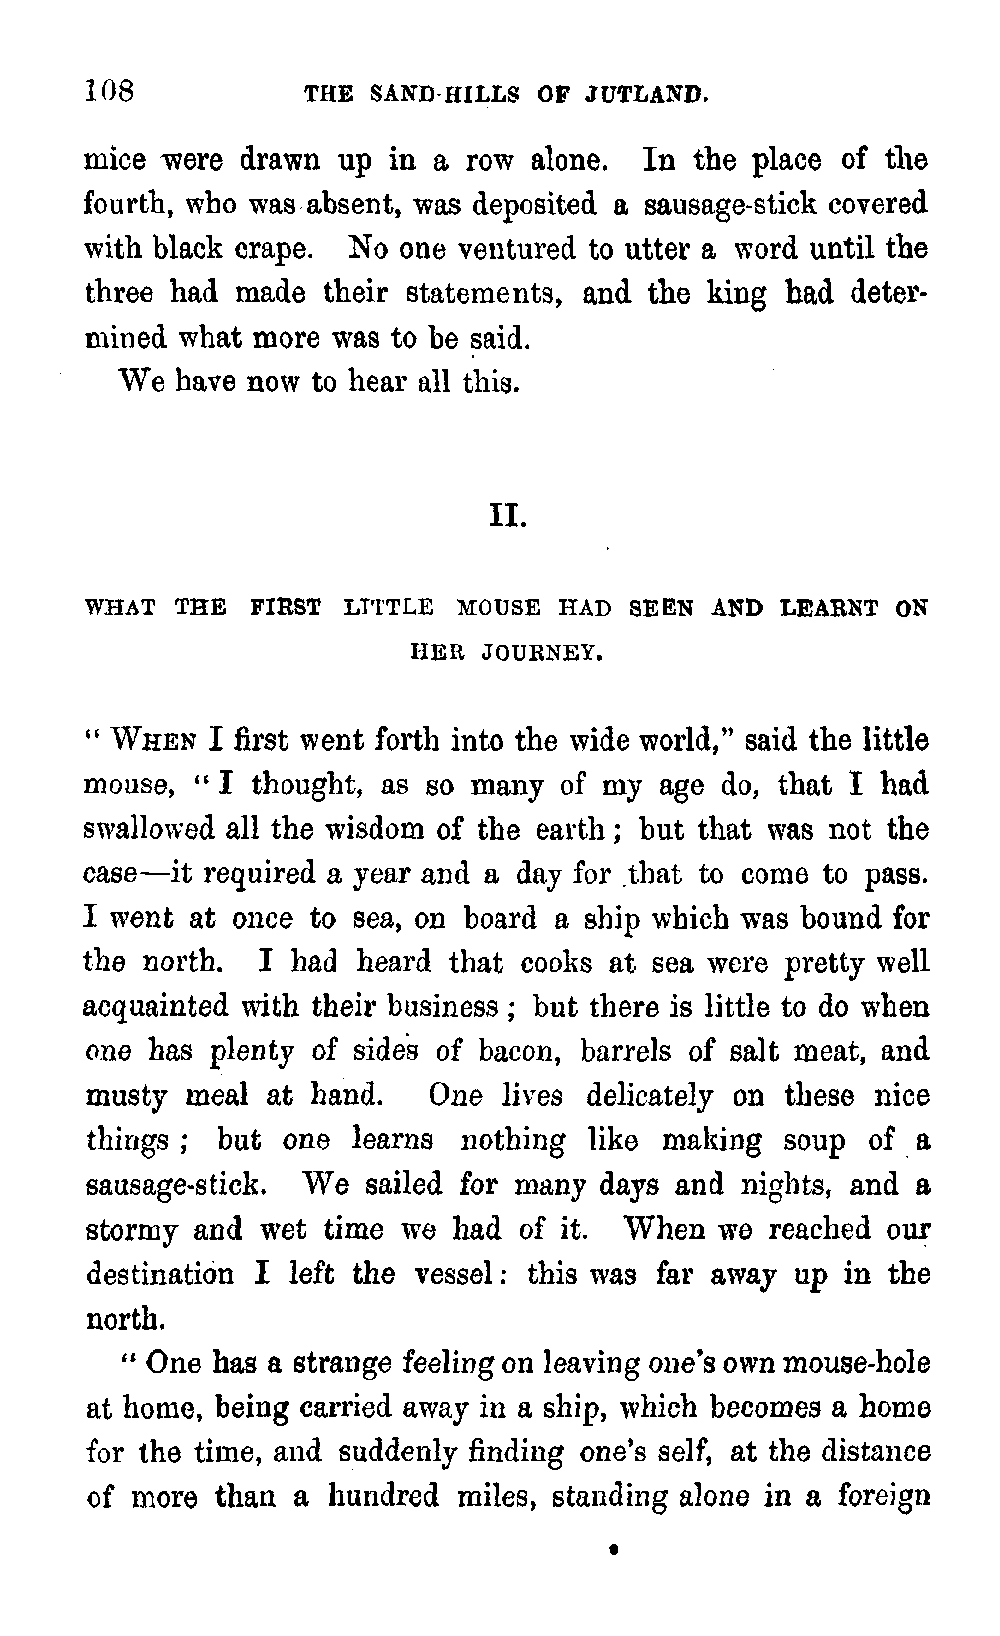 108 THE SAND-HILLS OF JUTLAND.
mice were drawn up in a row alone. In the place of the
fourth, who was absent, was deposited a sausage-stick covered
with black crape. No one ventured to utter a word until the
three had made their statements, and the king had deter-
mined what more was to be said.
We have now to hear all this.
II.
WHAT THE FIRST LITTLE MOUSE HAD SEEN AND LEARNT ON
HER JOURNEY.
“ WHEN I first went forth into the wide world,” said the little
mouse, “ I thought, as so many of my age do, that I had
swallowed all the wisdom of the earth ; but that was not the
case—it required a year and a day for that to come to pass.
I went at once to sea, on board a ship which was bound for
the north. I had heard that cooks at sea were pretty well
acquainted with their business ; but there is little to do when
one has plenty of sides of bacon, barrels of salt meat, and
musty meal at hand. One lives delicately on these nice
things ; but one learns nothing like making soup of a
sausage-stick. We sailed for many days and nights, and a
stormy and wet time we had of it. When we reached our
destination I left the vessel : this was far away up in the
north.
“ One has a strange feeling on leaving one's own mouse-hole
at home, being carried away in a ship, which becomes a home
for the time, and suddenly finding one's self, at the distance
of more than a hundred miles, standing alone in a foreign